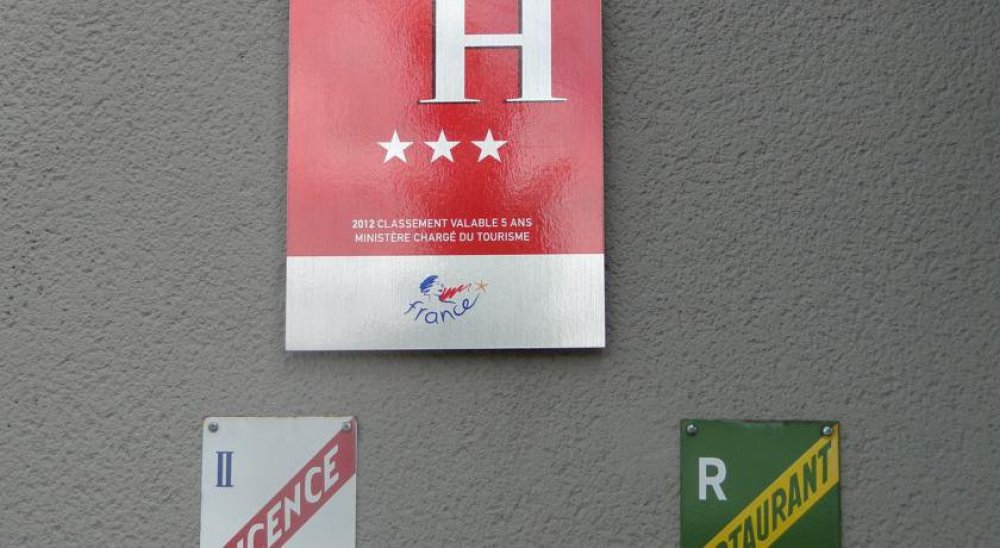 H
2012 CLASSEMENT VALABLE 5 ANS
MINISTÈRE CHARGÉ DU TOURISME
france
II
ICENCE
R
STAURANT